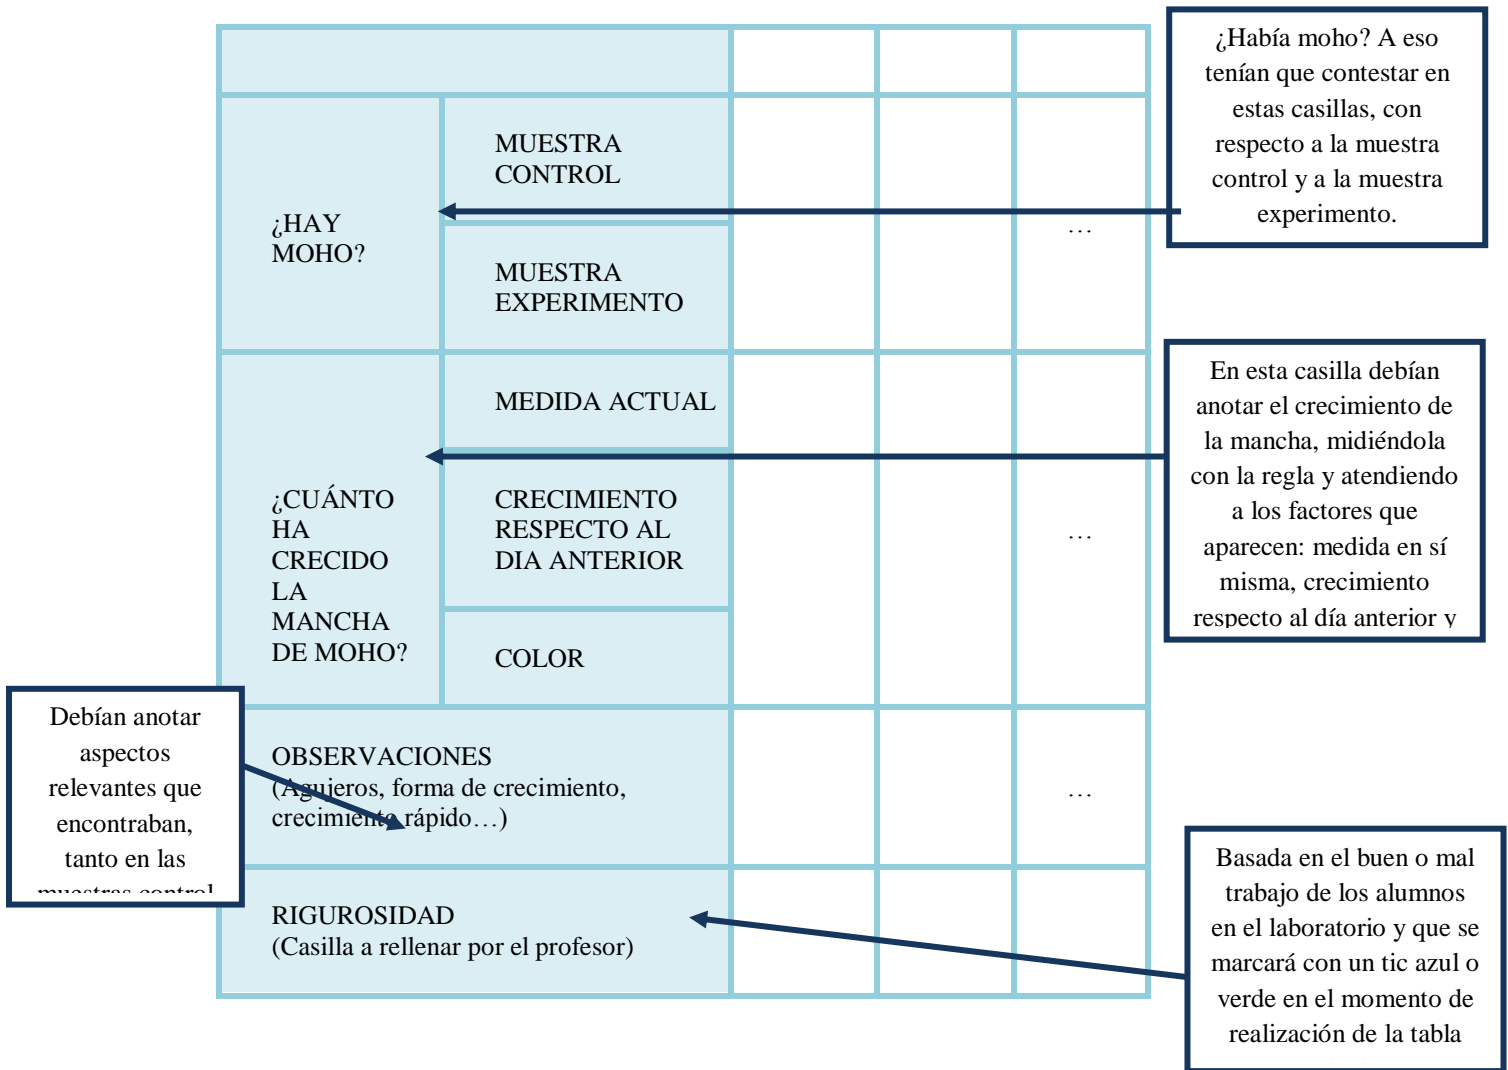 ¿Había moho? A eso
tenían que contestar en
estas casillas, con
respecto a la muestra
control y a la muestra
experimento.
¿HAY
MOHO?
MUESTRA
CONTROL
MUESTRA
EXPERIMENTO
…
¿CUÁNTO
HA
CRECIDO
LA
MANCHA
DE MOHO?
MEDIDA ACTUAL
CRECIMIENTO
RESPECTO AL
DIA ANTERIOR
COLOR
…
En esta casilla debían
anotar el crecimiento de
la mancha, midiéndola
con la regla y atendiendo
a los factores que
aparecen: medida en sí
misma, crecimiento
respecto al día anterior y
Debían anotar
aspectos
relevantes que
encontraban,
tanto en las
muestras control
OBSERVACIONES
(Agujeros, forma de crecimiento,
crecimiento rápido…)
…
RIGUROSIDAD
(Casilla a rellenar por el profesor)
Basada en el buen o mal
trabajo de los alumnos
en el laboratorio y que se
marcará con un tic azul o
verde en el momento de
realización de la tabla